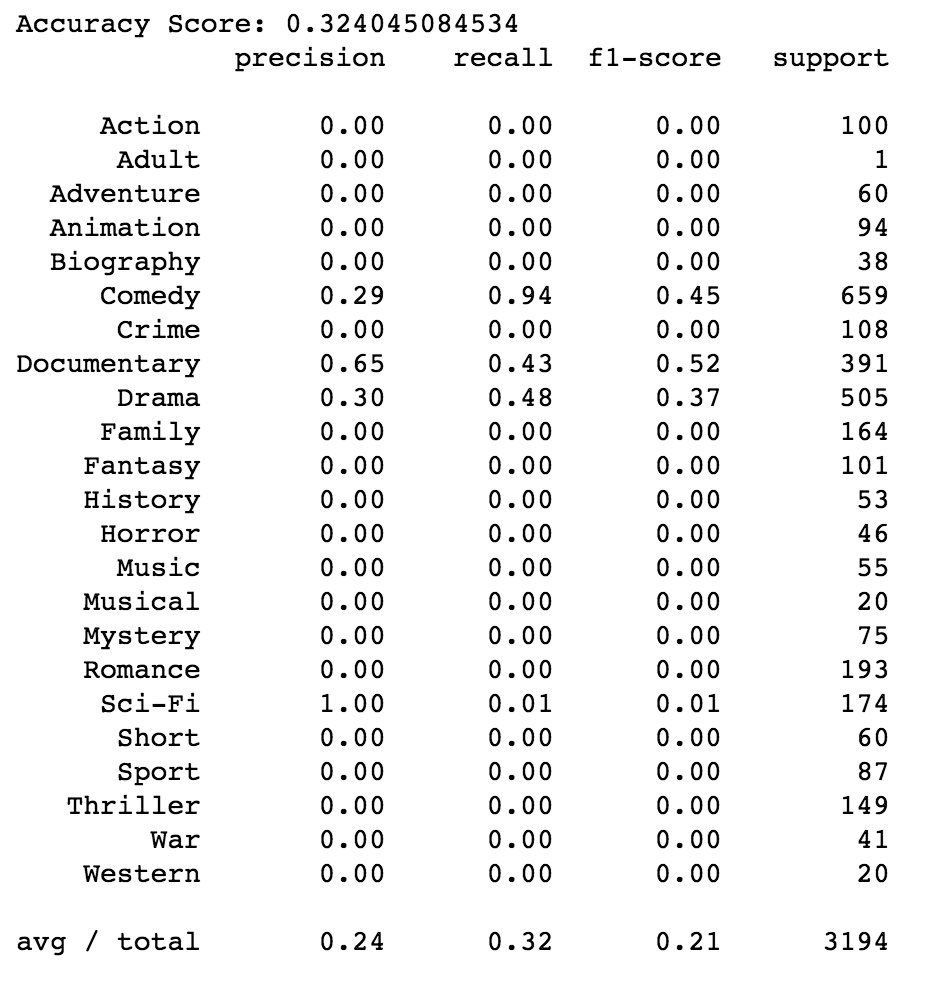 Accuracy Score: 0.324045084534
precision recall f1-score support
Action 0.00 0.00 0.00 100
Adult 0.00 0.00 0.00 1
Adventure 0.00 0.00 0.00 60
Animation 0.00 0.00 0.00 94
Biography 0.00 0.00 0.00 38
Comedy 0.29 0.94 0.45 659
Crime 0.00 0.00 0.00 108
Documentary 0.65 0.43 0.52 391
Drama 0.30 0.48 0.37 505
Family 0.00 0.00 0.00 164
Fantasy 0.00 0.00 0.00 101
History 0.00 0.00 0.00 53
Horror 0.00 0.00 0.00 46
Music 0.00 0.00 0.00 55
Musical 0.00 0.00 0.00 20
Mystery 0.00 0.00 0.00 75
Romance 0.00 0.00 0.00 193
Sci-Fi 1.00 0.01 0.01 174
Short 0.00 0.00 0.00 60
Sport 0.00 0.00 0.00 87
Thriller 0.00 0.00 0.00 149
War 0.00 0.00 0.00 41
Western 0.00 0.00 0.00 20
avg / total 0.24 0.32 0.21 3194